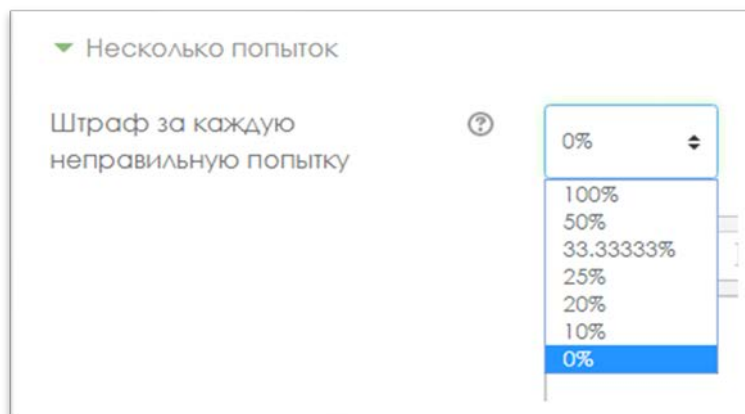 Несколько попыток
Штраф за каждую
неправильную попытку
0%
100%
50%
33.33333%
25%
20%
10%
0%